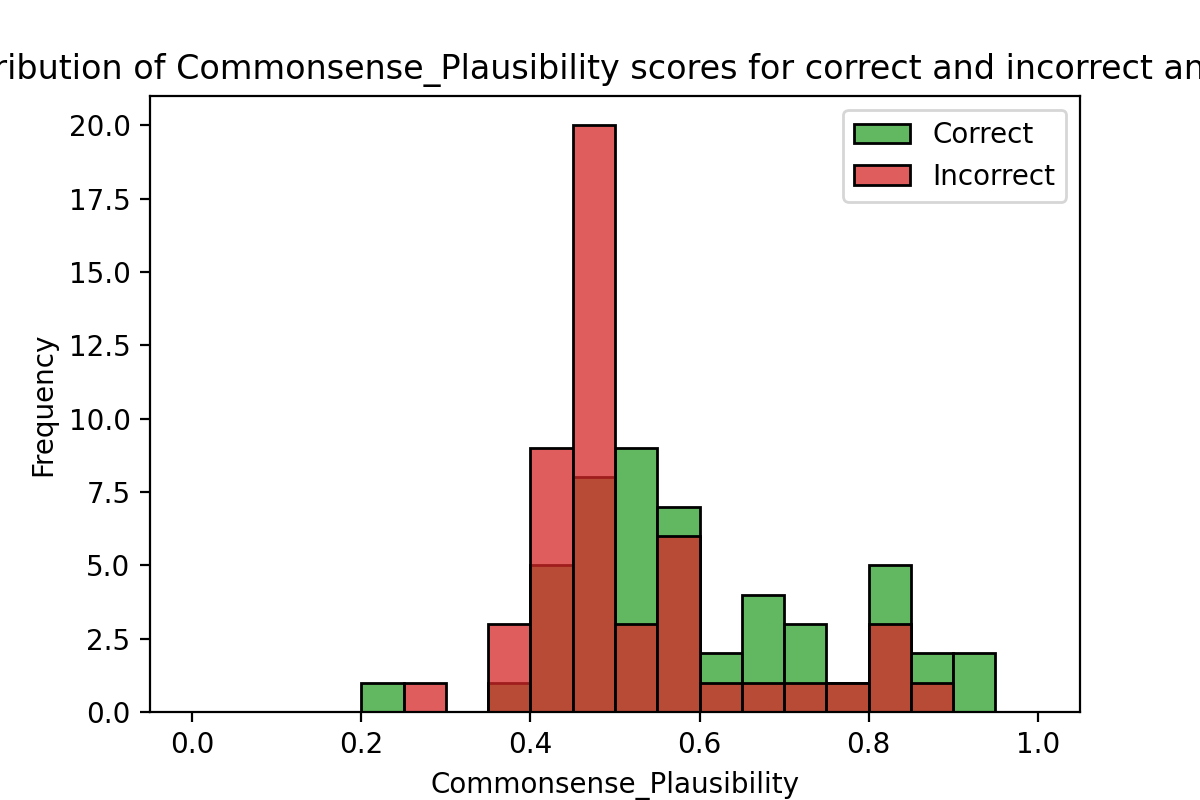 ribution of Commonsense_Plausibility scores for correct and incorrect an
Correct
Incorrect
20.0
17.5
15.0
12.5
10.0
7.5
5.0
2.5
0.0
Frequency
0.0 0.2 0.4 0.6 0.8 1.0
Commonsense_Plausibility